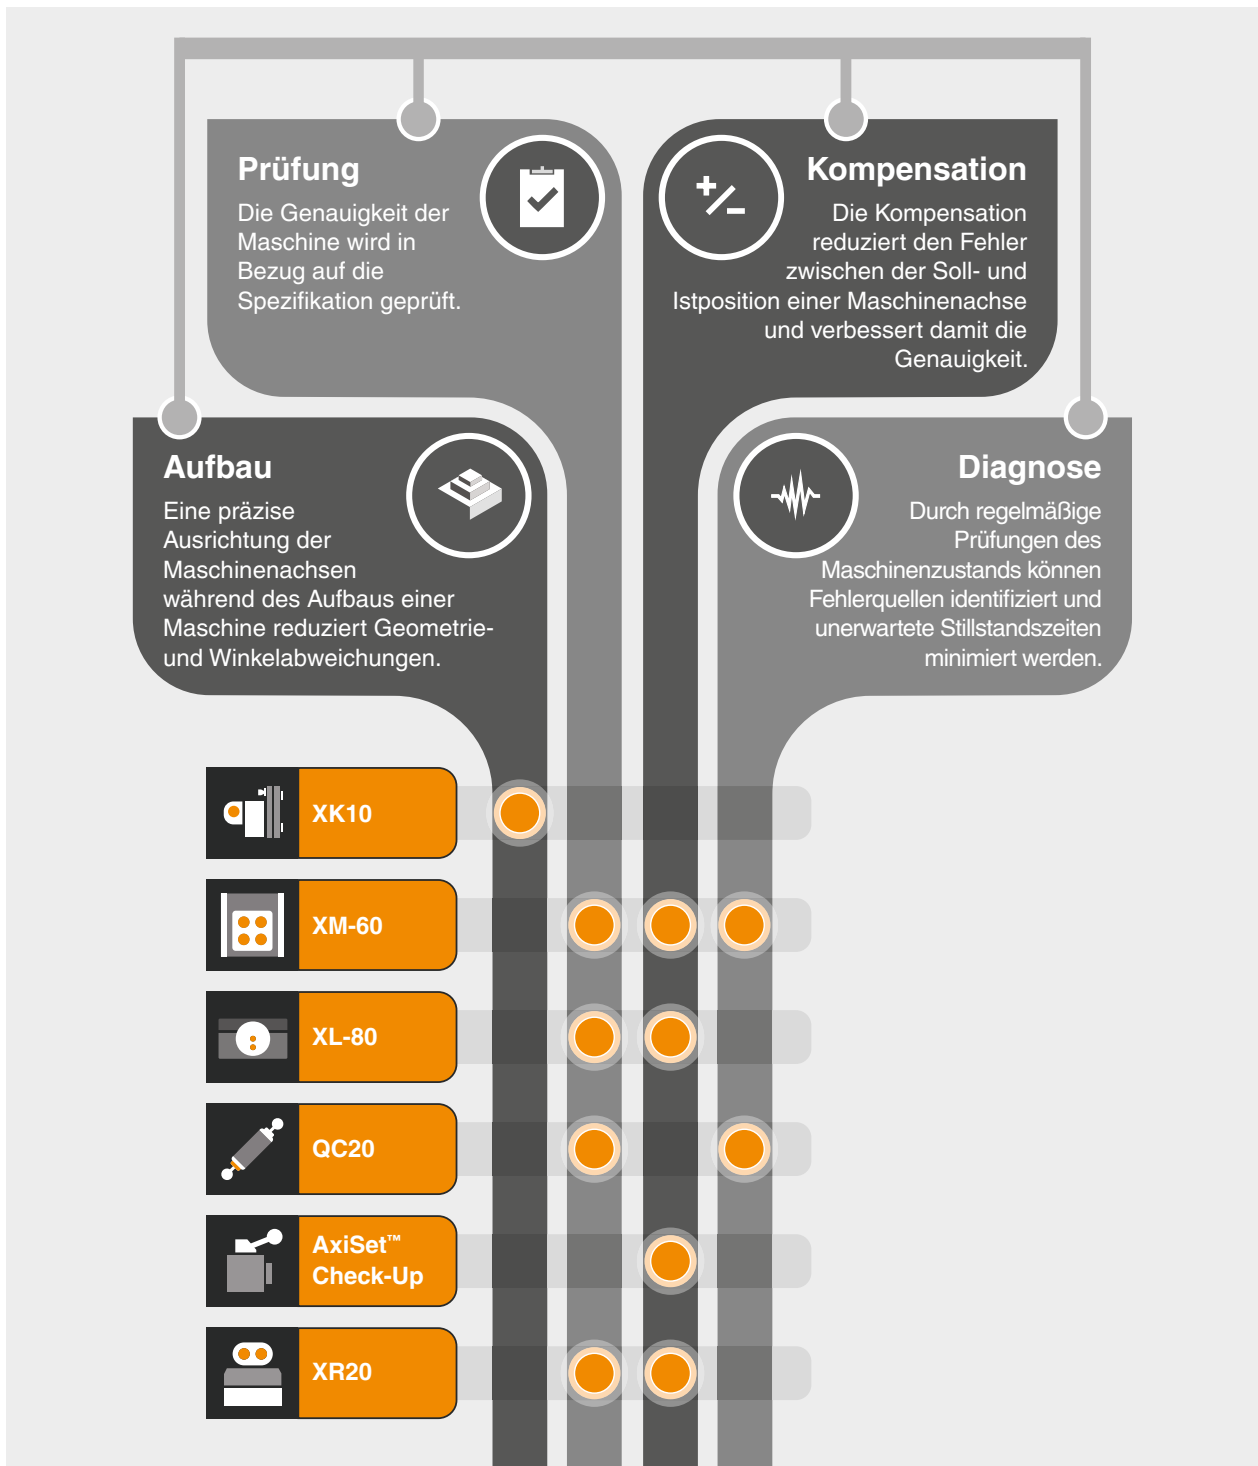 Prüfung
Die Genauigkeit der
Maschine wird in
Bezug auf die
Spezifikation geprüft.
Kompensation
Die Kompensation
reduziert den Fehler
zwischen der Soll- und
Istposition einer Maschinenachse
und verbessert damit die
Genauigkeit.
Aufbau
Eine präzise
Ausrichtung der
Maschinenachsen
während des Aufbaus einer
Maschine reduziert Geometrie-
und Winkelabweichungen.
Diagnose
Durch regelmäßige
Prüfungen des
Maschinenzustands können
Fehlerquellen identifiziert und
unerwartete Stillstandszeiten
minimiert werden.
XK10
XM-60
XL-80
QC20
AxiSet™
Check-Up
XR20